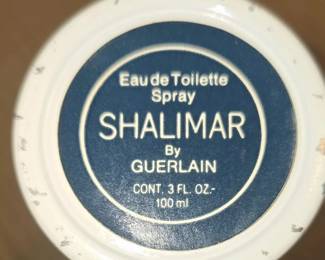 Eau de Toilette
Spray
SHALIMAR
By
GUERLAIN
CONT. 3 FL. OZ.-
100 ml